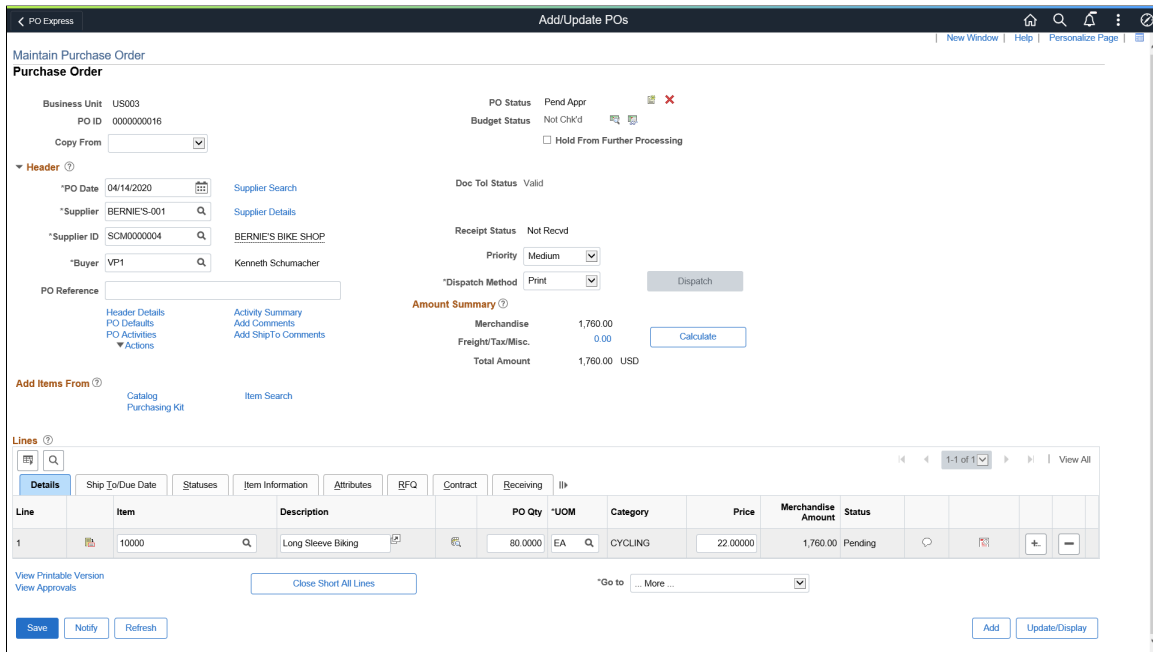 PO Express
Add/Update POs
New Window | Help | Personalize Page |
Maintain Purchase Order
Purchase Order
Business Unit US003
PO ID 0000000016
Copy From
PO Status Pend Appr
Budget Status Not Chk'd
Hold From Further Processing
Header
*PO Date 04/14/2020 Supplier Search
*Supplier BERNIE'S-001 Supplier Details
*Supplier ID SCM0000004 BERNIE'S BIKE SHOP
*Buyer VP1 Kenneth Schumacher
PO Reference
Header Details Activity Summary
PO Defaults Add Comments
PO Activities Add ShipTo Comments
Actions
Doc Tol Status Valid
Receipt Status Not Recvd
Priority Medium
*Dispatch Method Print Dispatch
Amount Summary
Merchandise 1,760.00
Freight/Tax/Misc. 0.00 Calculate
Total Amount 1,760.00 USD
Add Items From
Catalog Item Search
Purchasing Kit
Lines
1-1 of 1 | View All
Details Ship To/Due Date Statuses Item Information Attributes RFQ Contract Receiving
Line Item Description PO Qty *UOM Category Price Merchandise Amount Status
1 10000 Long Sleeve Biking 80.0000 EA CYCLING 22.00000 1,760.00 Pending
View Printable Version
View Approvals
Close Short All Lines
*Go to ... More ...
Save Notify Refresh Add Update/Display